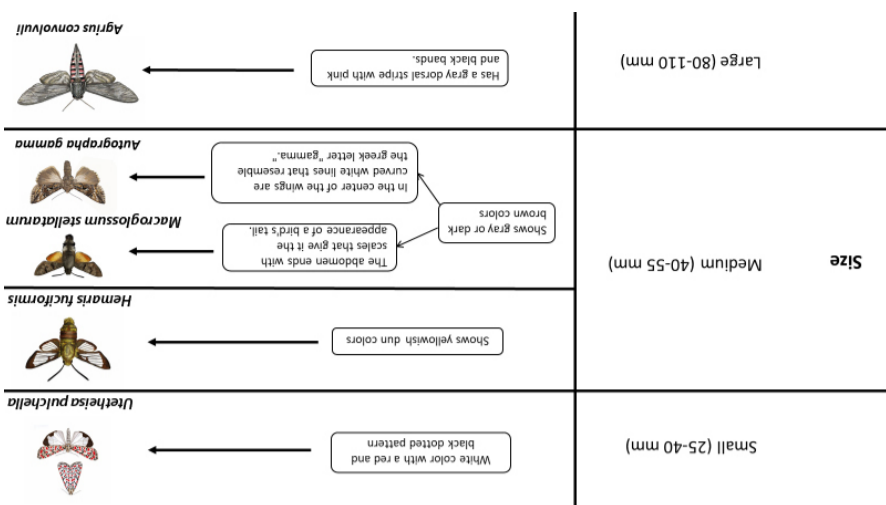 Small (25-40 mm)
White color with a red and
black dotted pattern
Utetheisa pulchella
Size
Medium (40-55 mm)
Shows yellowish dun colors
Hemaris fuciformis
Shows gray or dark
brown colors
The abdomen ends with
scales that give it the
appearance of a bird's tail.
Macroglossum stellatarum
In the center of the wings are
curved white lines that resemble
the greek letter "gamma."
Autographa gamma
Large (80-110 mm)
Has a gray dorsal stripe with pink
and black bands.
Agrius convolvuli